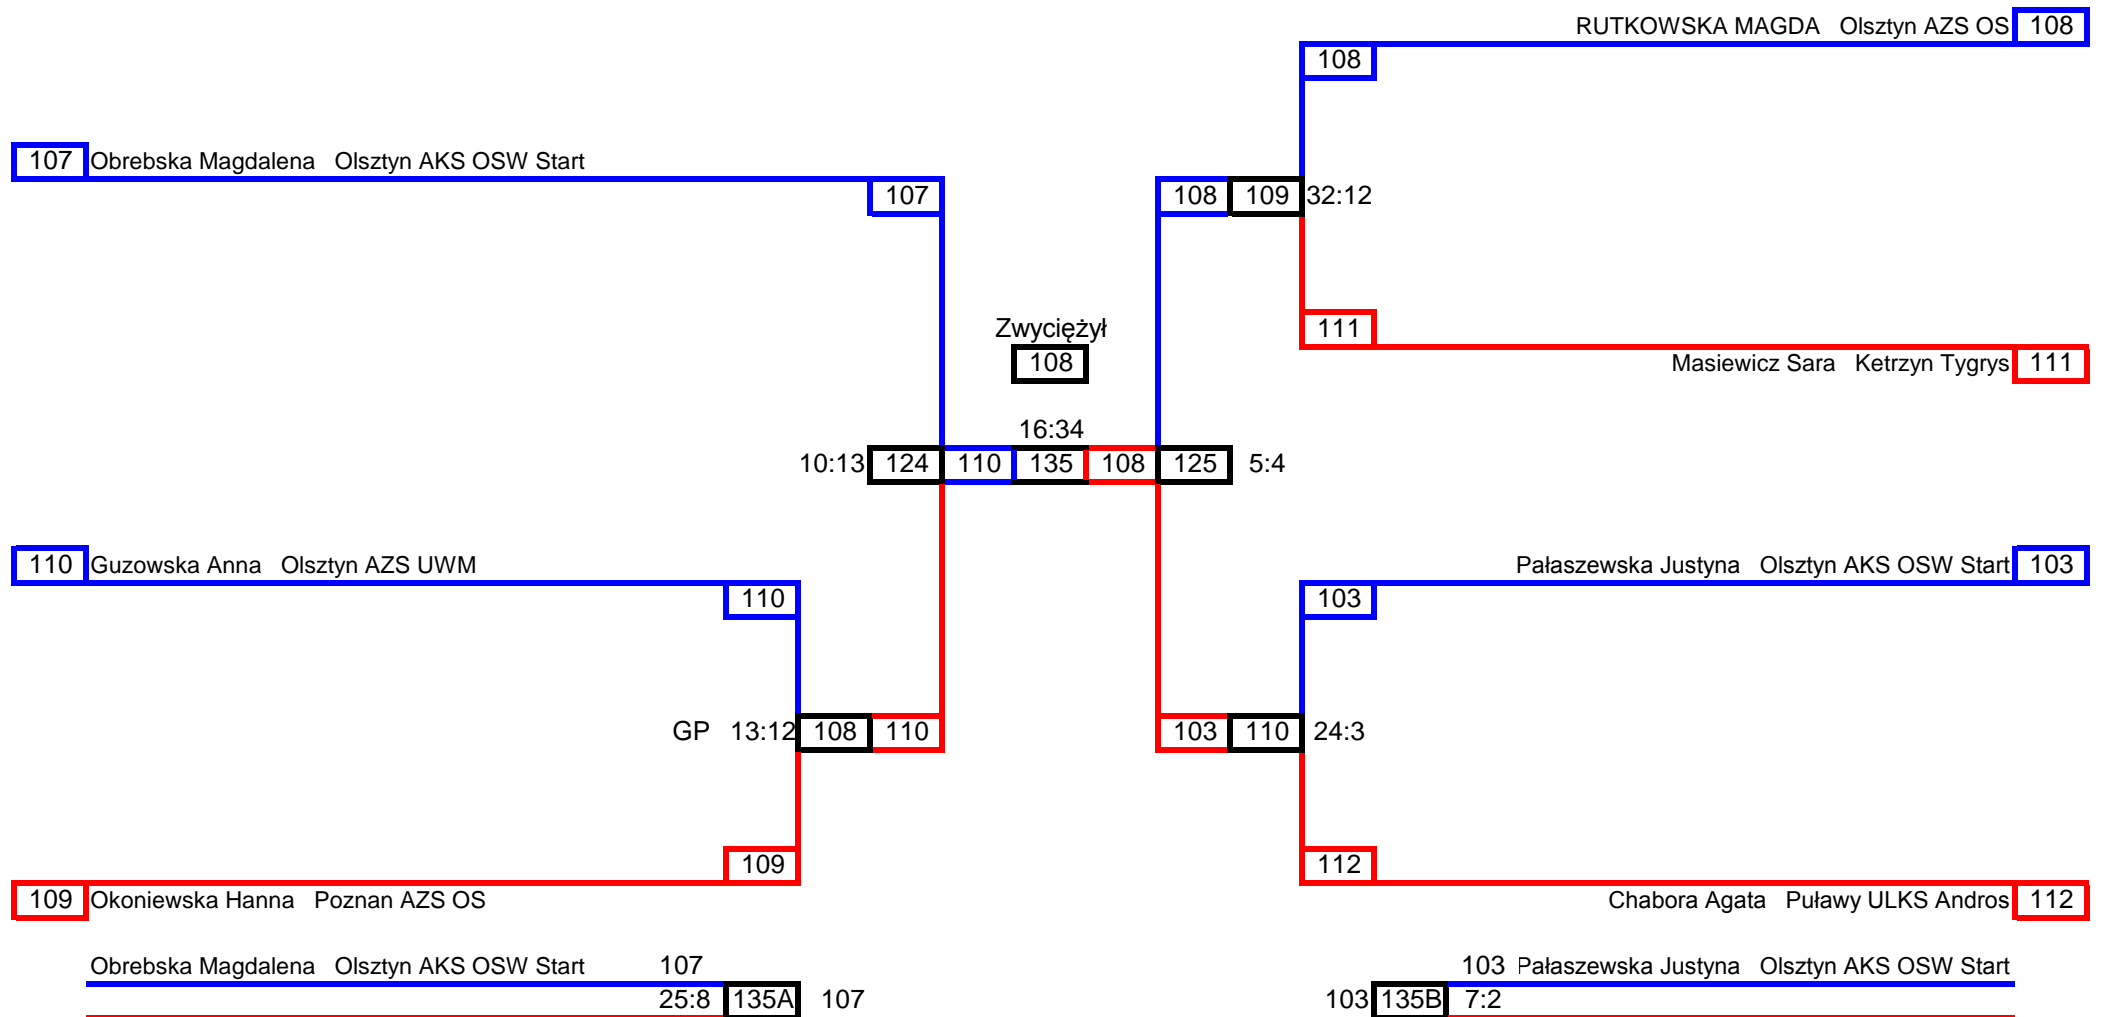 RUTKOWSKA MAGDA Olsztyn AZS OS 108
108
107 Obrebska Magdalena Olsztyn AKS OSW Start
107 108 109 32:12
Zwyciężył 111
108 Masiewicz Sara Ketrzyn Tygrys 111
16:34
10:13 124 110 135 108 125 5:4
110 Guzowska Anna Olsztyn AZS UWM Pałaszewska Justyna Olsztyn AKS OSW Start 103
110 103
GP 13:12 108 110 103 110 24:3
109 112
109 Okoniewska Hanna Poznan AZS OS Chabora Agata Puławy ULKS Andros 112
Obrebska Magdalena Olsztyn AKS OSW Start 107 103 Pałaszewska Justyna Olsztyn AKS OSW Start
25:8 135A 107 103 135B 7:2